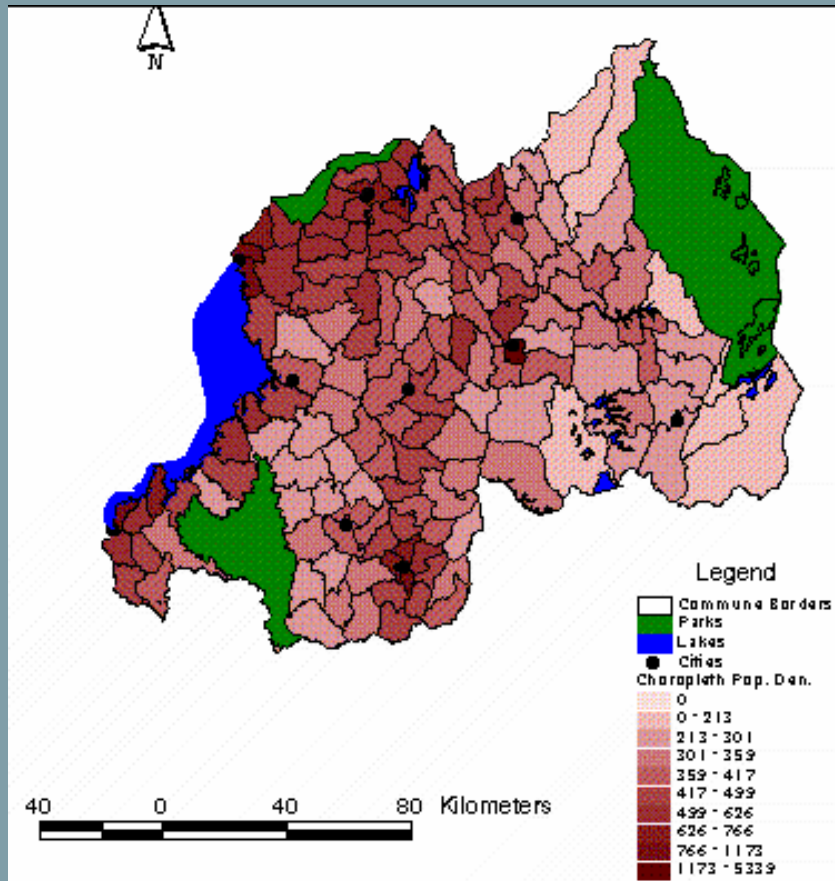 N
Legend
Commune Borders
Parks
Lakes
Cities
Choropleth Pop. Den.
0
0 - 213
213 - 301
301 - 359
359 - 417
417 - 499
499 - 626
626 - 766
766 - 1173
1173 - 5339
40 0 40 80 Kilometers